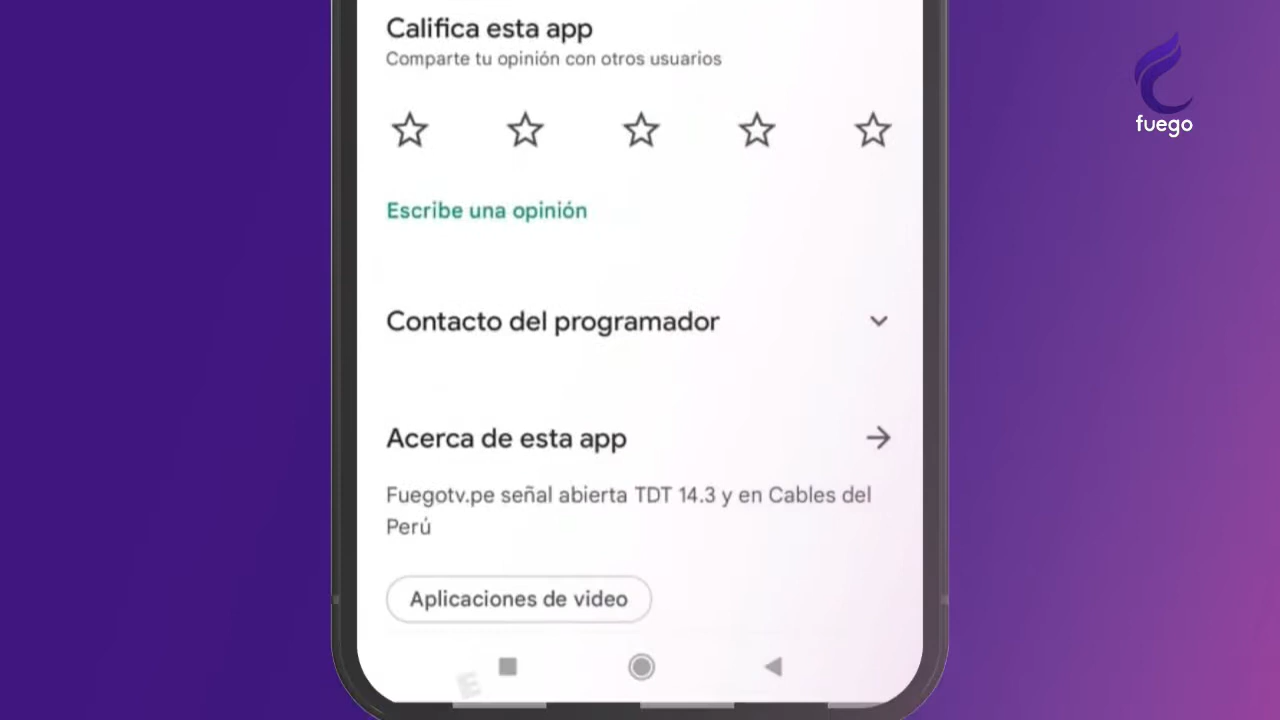 Califica esta app
Comparte tu opinión con otros usuarios
fuego
Escribe una opinión
Contacto del programador
Acerca de esta app
Fuegotv.pe señal abierta TDT 14.3 y en Cables del
Perú
Aplicaciones de video
E